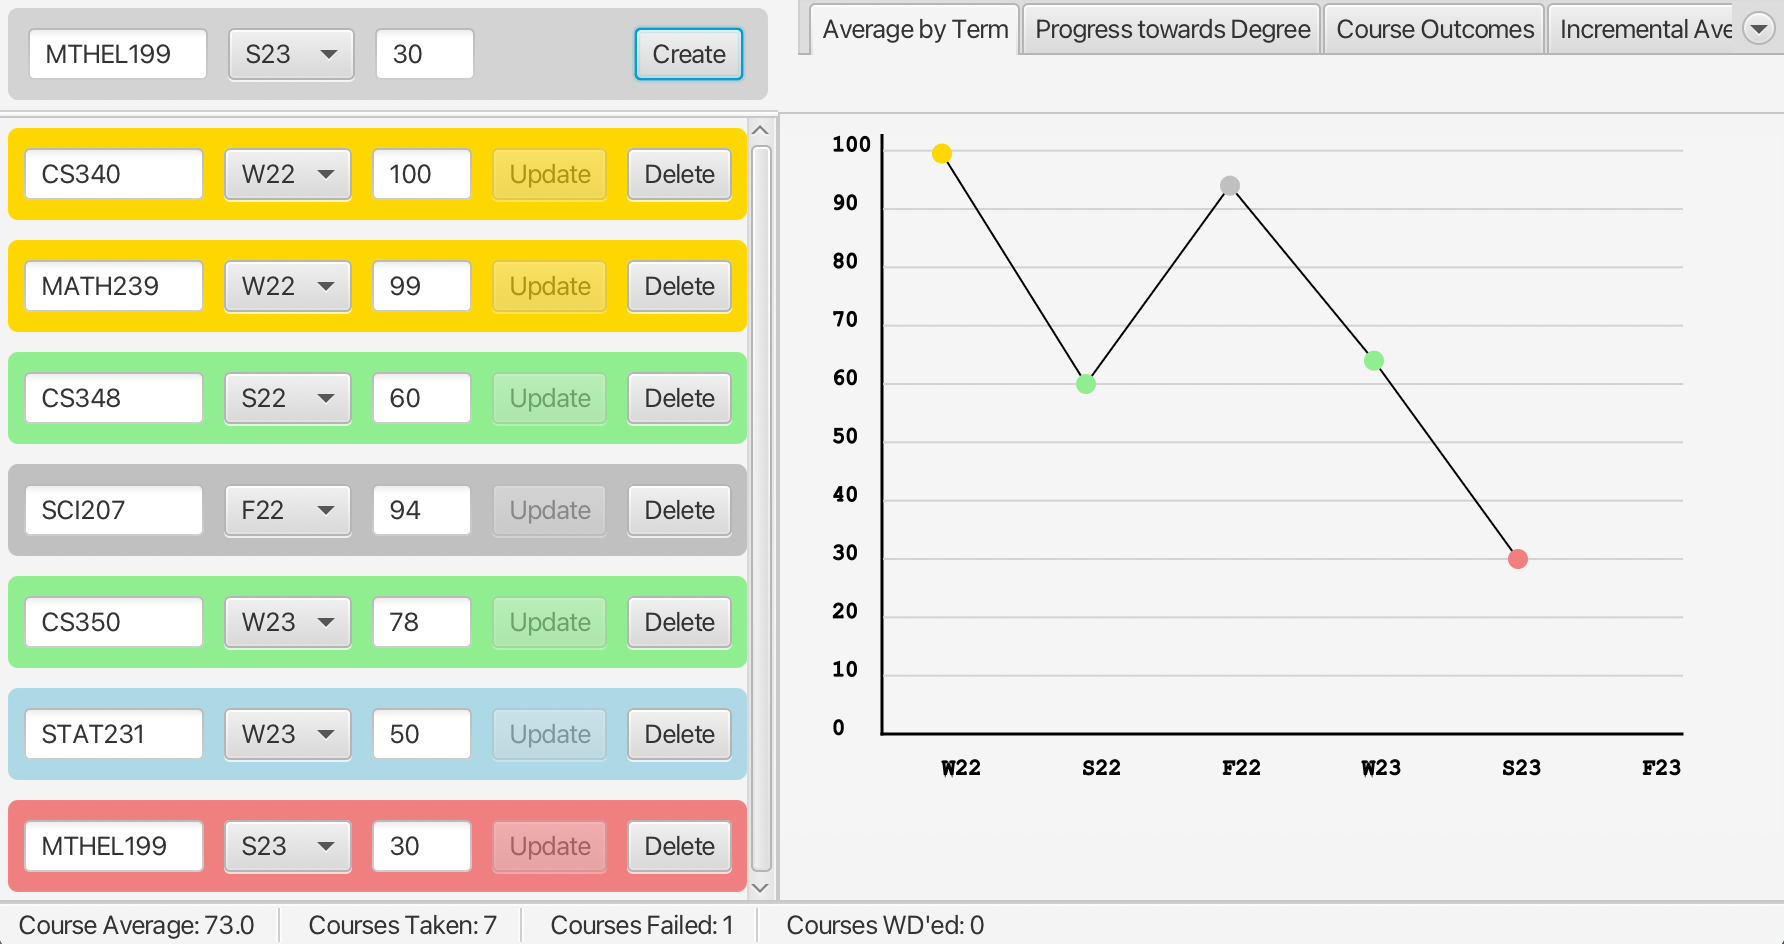 MTHEL199 S23 30 Create
CS340 W22 100 Update Delete
MATH239 W22 99 Update Delete
CS348 S22 60 Update Delete
SCI207 F22 94 Update Delete
CS350 W23 78 Update Delete
STAT231 W23 50 Update Delete
MTHEL199 S23 30 Update Delete
Average by Term Progress towards Degree Course Outcomes Incremental Ave
100
90
80
70
60
50
40
30
20
10
0
W22 S22 F22 W23 S23 F23
Course Average: 73.0 Courses Taken: 7 Courses Failed: 1 Courses WD'ed: 0